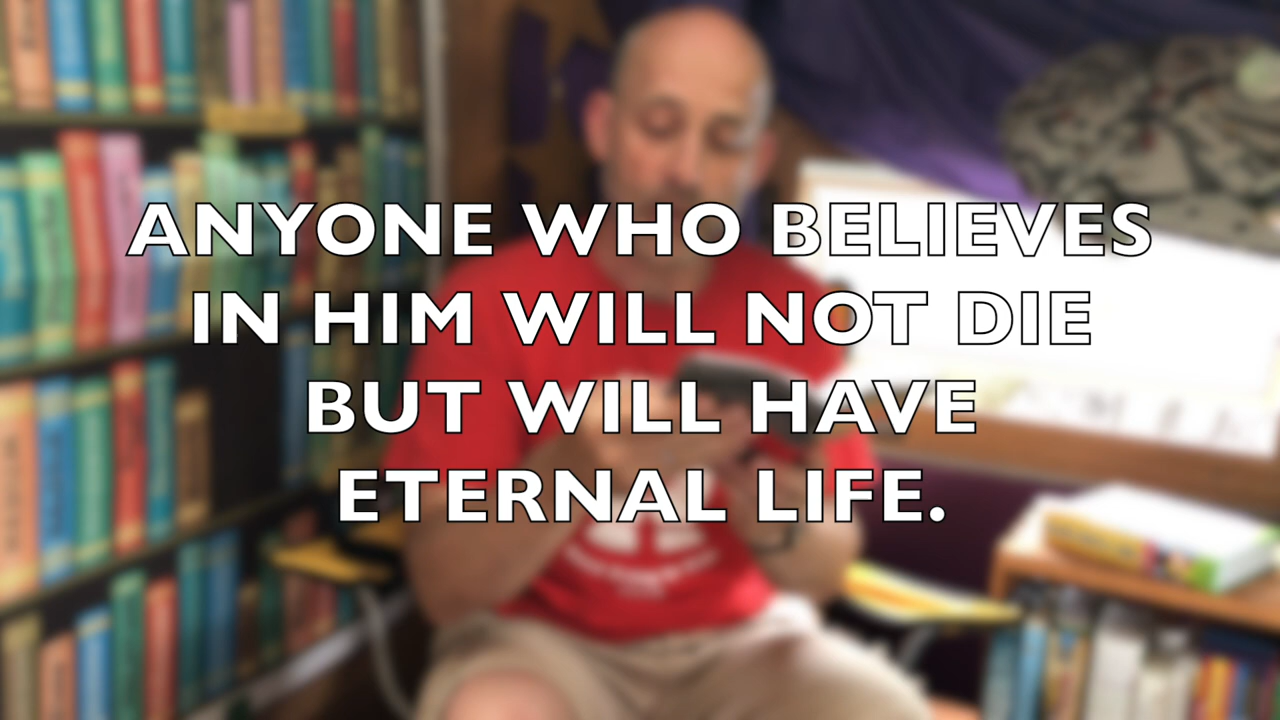 ANYONE WHO BELIEVES
IN HIM WILL NOT DIE
BUT WILL HAVE
ETERNAL LIFE.